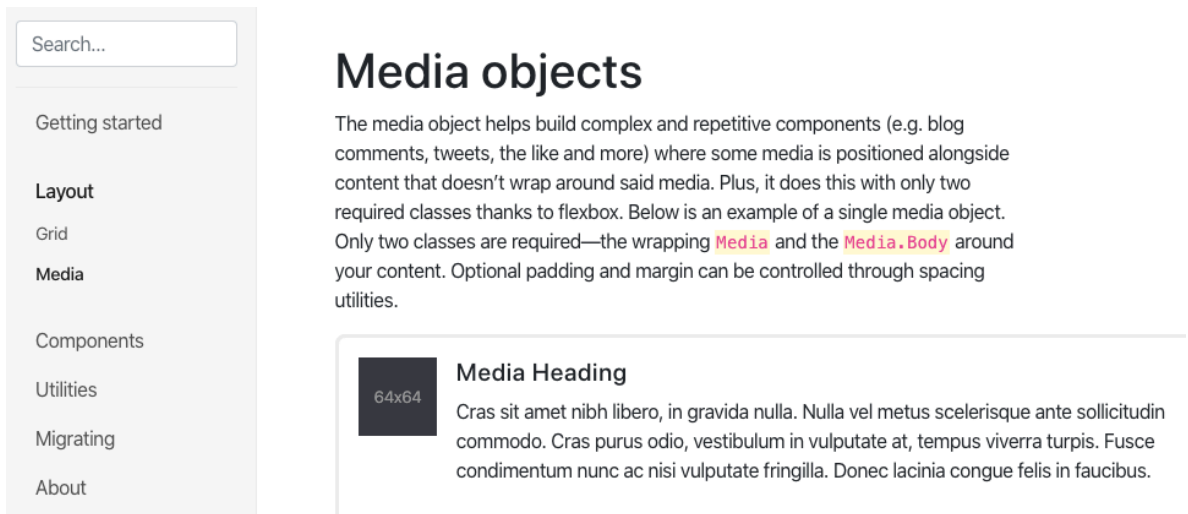 Search...
Getting started
Layout
Grid
Media
Components
Utilities
Migrating
About
Media objects
The media object helps build complex and repetitive components (e.g. blog
comments, tweets, the like and more) where some media is positioned alongside
content that doesn’t wrap around said media. Plus, it does this with only two
required classes thanks to flexbox. Below is an example of a single media object.
Only two classes are required—the wrapping Media and the Media.Body around
your content. Optional padding and margin can be controlled through spacing
utilities.
64x64
Media Heading
Cras sit amet nibh libero, in gravida nulla. Nulla vel metus scelerisque ante sollicitudin
commodo. Cras purus odio, vestibulum in vulputate at, tempus viverra turpis. Fusce
condimentum nunc ac nisi vulputate fringilla. Donec lacinia congue felis in faucibus.